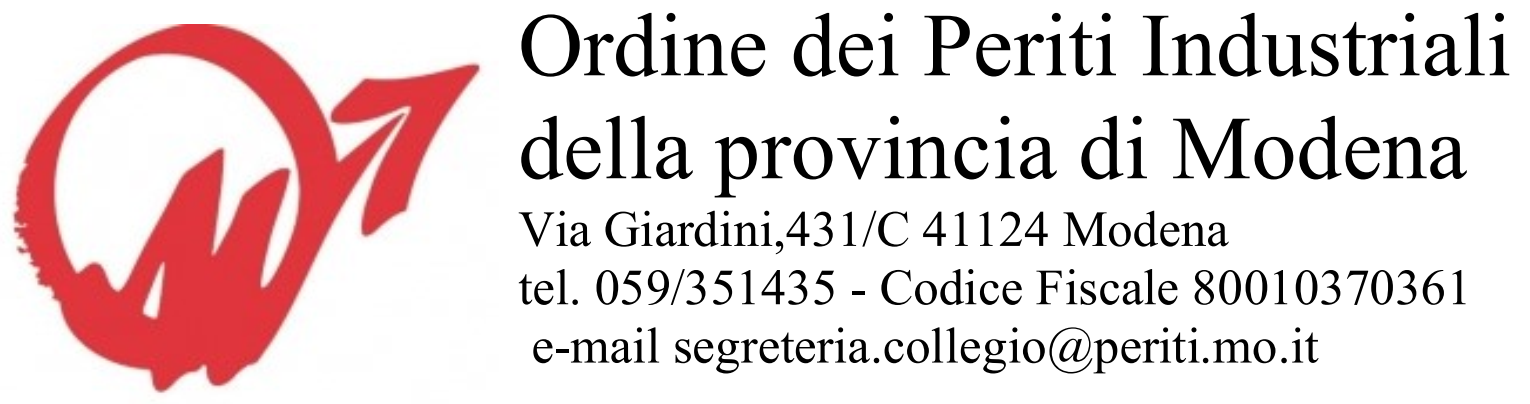 Ordine dei Periti Industriali
della provincia di Modena
Via Giardini,431/C 41124 Modena
tel. 059/351435 - Codice Fiscale 80010370361
e-mail segreteria.collegio@periti.mo.it